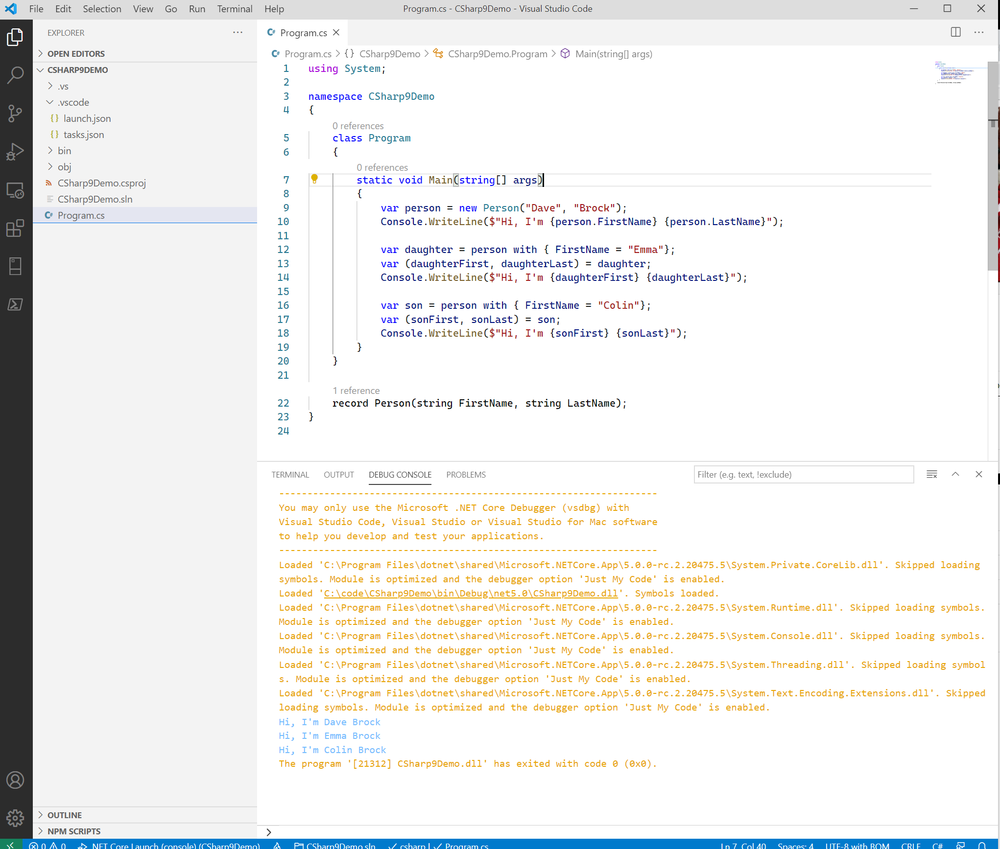 File Edit Selection View Go Run Terminal Help Program.cs - CSharp9Demo - Visual Studio Code
EXPLORER
OPEN EDITORS
CSHARP9DEMO
.vs
.vscode
launch.json
tasks.json
bin
obj
CSharp9Demo.csproj
CSharp9Demo.sln
Program.cs
OUTLINE
NPM SCRIPTS
Program.cs
Program.cs > {} CSharp9Demo > CSharp9Demo.Program > Main(string[] args)
1 using System;
2
3 namespace CSharp9Demo
4 {
0 references
5 class Program
6 {
0 references
7 static void Main(string[] args)
8 {
9 var person = new Person("Dave", "Brock");
10 Console.WriteLine($"Hi, I'm {person.FirstName} {person.LastName}");
11
12 var daughter = person with { FirstName = "Emma"};
13 var (daughterFirst, daughterLast) = daughter;
14 Console.WriteLine($"Hi, I'm {daughterFirst} {daughterLast}");
15
16 var son = person with { FirstName = "Colin"};
17 var (sonFirst, sonLast) = son;
18 Console.WriteLine($"Hi, I'm {sonFirst} {sonLast}");
19 }
20 }
21
1 reference
22 record Person(string FirstName, string LastName);
23 }
24
TERMINAL OUTPUT DEBUG CONSOLE PROBLEMS Filter (e.g. text, !exclude)
-------------------------------------------------------------------
You may only use the Microsoft .NET Core Debugger (vsdbg) with
Visual Studio Code, Visual Studio or Visual Studio for Mac software
to help you develop and test your applications.
-------------------------------------------------------------------
Loaded 'C:\Program Files\dotnet\shared\Microsoft.NETCore.App\5.0.0-rc.2.20475.5\System.Private.CoreLib.dll'. Skipped loading
symbols. Module is optimized and the debugger option 'Just My Code' is enabled.
Loaded 'C:\code\CSharp9Demo\bin\Debug\net5.0\CSharp9Demo.dll'. Symbols loaded.
Loaded 'C:\Program Files\dotnet\shared\Microsoft.NETCore.App\5.0.0-rc.2.20475.5\System.Runtime.dll'. Skipped loading symbols.
Module is optimized and the debugger option 'Just My Code' is enabled.
Loaded 'C:\Program Files\dotnet\shared\Microsoft.NETCore.App\5.0.0-rc.2.20475.5\System.Console.dll'. Skipped loading symbols.
Module is optimized and the debugger option 'Just My Code' is enabled.
Loaded 'C:\Program Files\dotnet\shared\Microsoft.NETCore.App\5.0.0-rc.2.20475.5\System.Threading.dll'. Skipped loading symbol
s. Module is optimized and the debugger option 'Just My Code' is enabled.
Loaded 'C:\Program Files\dotnet\shared\Microsoft.NETCore.App\5.0.0-rc.2.20475.5\System.Text.Encoding.Extensions.dll'. Skipped
loading symbols. Module is optimized and the debugger option 'Just My Code' is enabled.
Hi, I'm Dave Brock
Hi, I'm Emma Brock
Hi, I'm Colin Brock
The program '[21312] CSharp9Demo.dll' has exited with code 0 (0x0).
0 0 .NET Core Launch (console) (CSharp9Demo) CSharp9Demo.sln csharp | Program.cs Ln 7, Col 40 Spaces: 4 UTF-8 with BOM CRLF C#